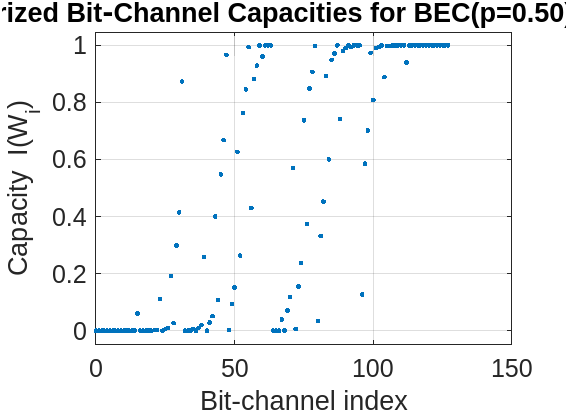 rized Bit-Channel Capacities for BEC(p=0.50)
1
0.8
0.6
0.4
0.2
0
Capacity I(W_i)
0 50 100 150
Bit-channel index